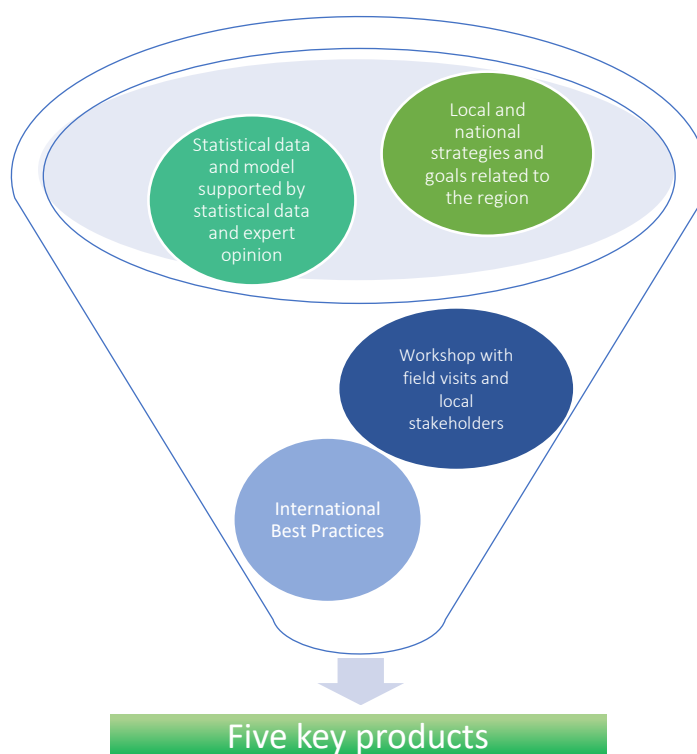 Local and
national
strategies and
goals related to
the region
Statistical data
and model
supported by
statistical data
and expert
opinion
Workshop with
field visits and
local
stakeholders
International
Best Practices
Five key products